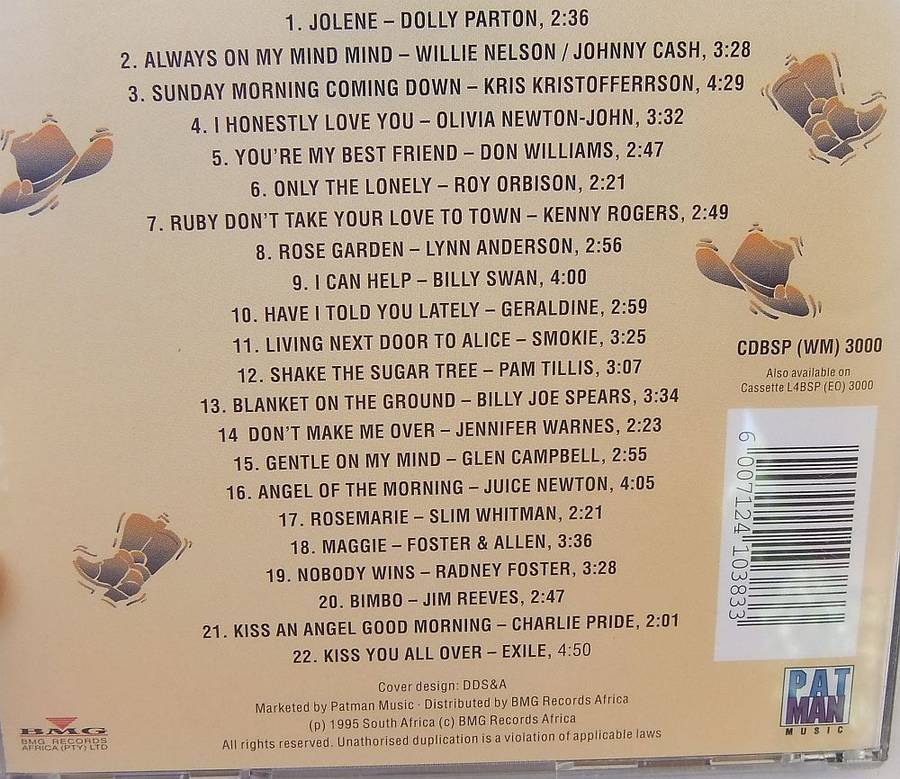 1. JOLENE – DOLLY PARTON, 2:36
2. ALWAYS ON MY MIND MIND – WILLIE NELSON / JOHNNY CASH, 3:28
3. SUNDAY MORNING COMING DOWN – KRIS KRISTOFFERRSON, 4:29
4. I HONESTLY LOVE YOU – OLIVIA NEWTON-JOHN, 3:32
5. YOU'RE MY BEST FRIEND – DON WILLIAMS, 2:47
6. ONLY THE LONELY – ROY ORBISON, 2:21
7. RUBY DON'T TAKE YOUR LOVE TO TOWN – KENNY ROGERS, 2:49
8. ROSE GARDEN – LYNN ANDERSON, 2:56
9. I CAN HELP – BILLY SWAN, 4:00
10. HAVE I TOLD YOU LATELY – GERALDINE, 2:59
11. LIVING NEXT DOOR TO ALICE – SMOKIE, 3:25
12. SHAKE THE SUGAR TREE – PAM TILLIS, 3:07
13. BLANKET ON THE GROUND – BILLY JOE SPEARS, 3:34
14 DON'T MAKE ME OVER – JENNIFER WARNES, 2:23
15. GENTLE ON MY MIND – GLEN CAMPBELL, 2:55
16. ANGEL OF THE MORNING – JUICE NEWTON, 4:05
17. ROSEMARIE – SLIM WHITMAN, 2:21
18. MAGGIE – FOSTER & ALLEN, 3:36
19. NOBODY WINS – RADNEY FOSTER, 3:28
20. BIMBO – JIM REEVES, 2:47
21. KISS AN ANGEL GOOD MORNING – CHARLIE PRIDE, 2:01
22. KISS YOU ALL OVER – EXILE, 4:50
CDBSP (WM) 3000
Also available on
Cassette L4BSP (EO) 3000
6 007124 103833
Cover design: DDS&A
Marketed by Patman Music · Distributed by BMG Records Africa
(p) 1995 South Africa (c) BMG Records Africa
All rights reserved. Unathorised duplication is a violation of applicable laws
BMG
BMG RECORDS
AFRICA (PTY) LTD
PAT
MAN
MUSIC